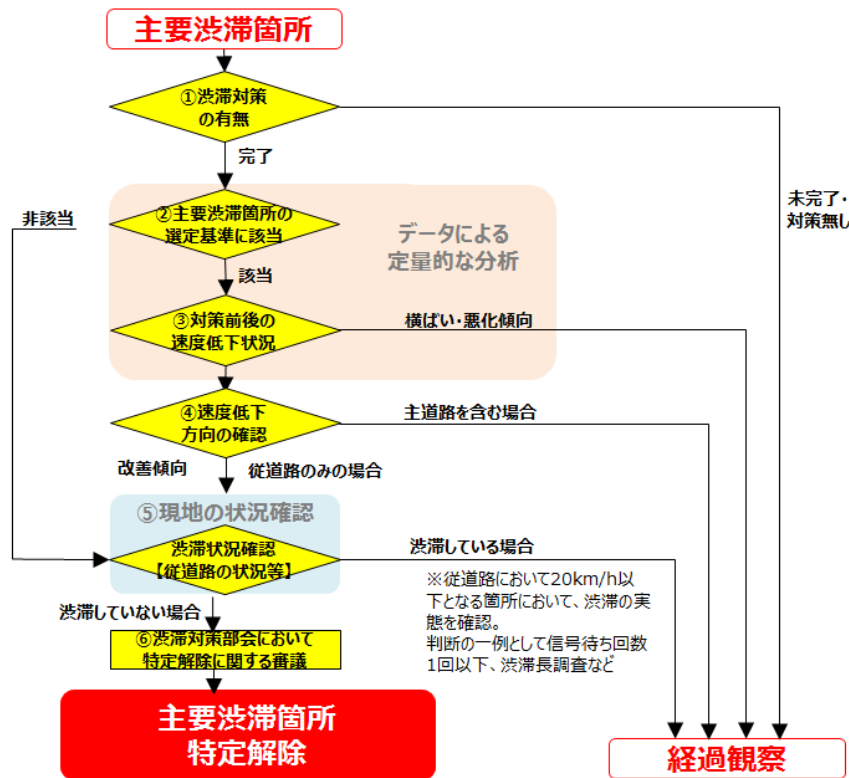 主要渋滞箇所
①渋滞対策
の有無
完了
未完了・
対策無し
非該当
②主要渋滞箇所の
選定基準に該当
データによる
定量的な分析
該当
③対策前後の
速度低下状況
横ばい・悪化傾向
④速度低下
方向の確認
主道路を含む場合
改善傾向
従道路のみの場合
⑤現地の状況確認
渋滞状況確認
【従道路の状況等】
渋滞している場合
※従道路において20km/h以
下となる箇所において、渋滞の実
態を確認。
判断の一例として信号待ち回数
1回以下、渋滞長調査など
渋滞していない場合
⑥渋滞対策部会において
特定解除に関する審議
主要渋滞箇所
特定解除
経過観察